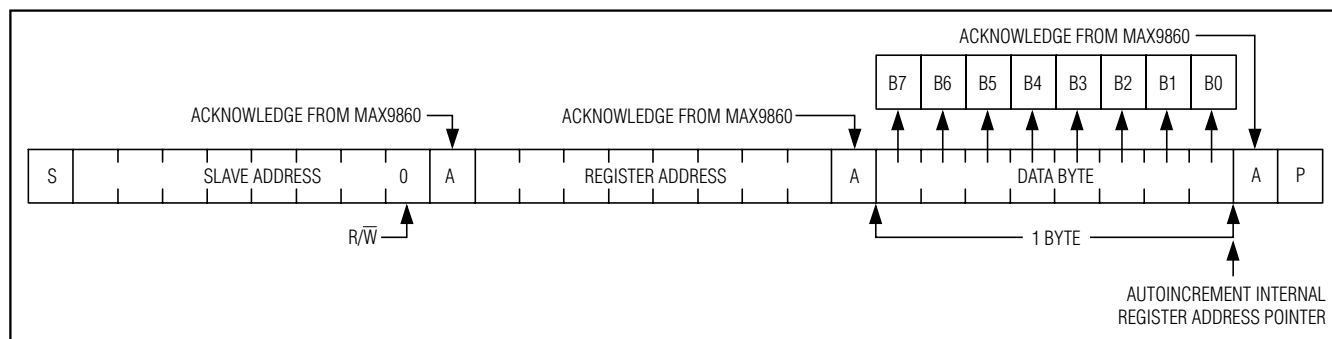 ACKNOWLEDGE FROM MAX9860
B7 B6 B5 B4 B3 B2 B1 B0
ACKNOWLEDGE FROM MAX9860 ACKNOWLEDGE FROM MAX9860
S SLAVE ADDRESS 0 A REGISTER ADDRESS A DATA BYTE A P
R/W̅ 1 BYTE
AUTOINCREMENT INTERNAL
REGISTER ADDRESS POINTER